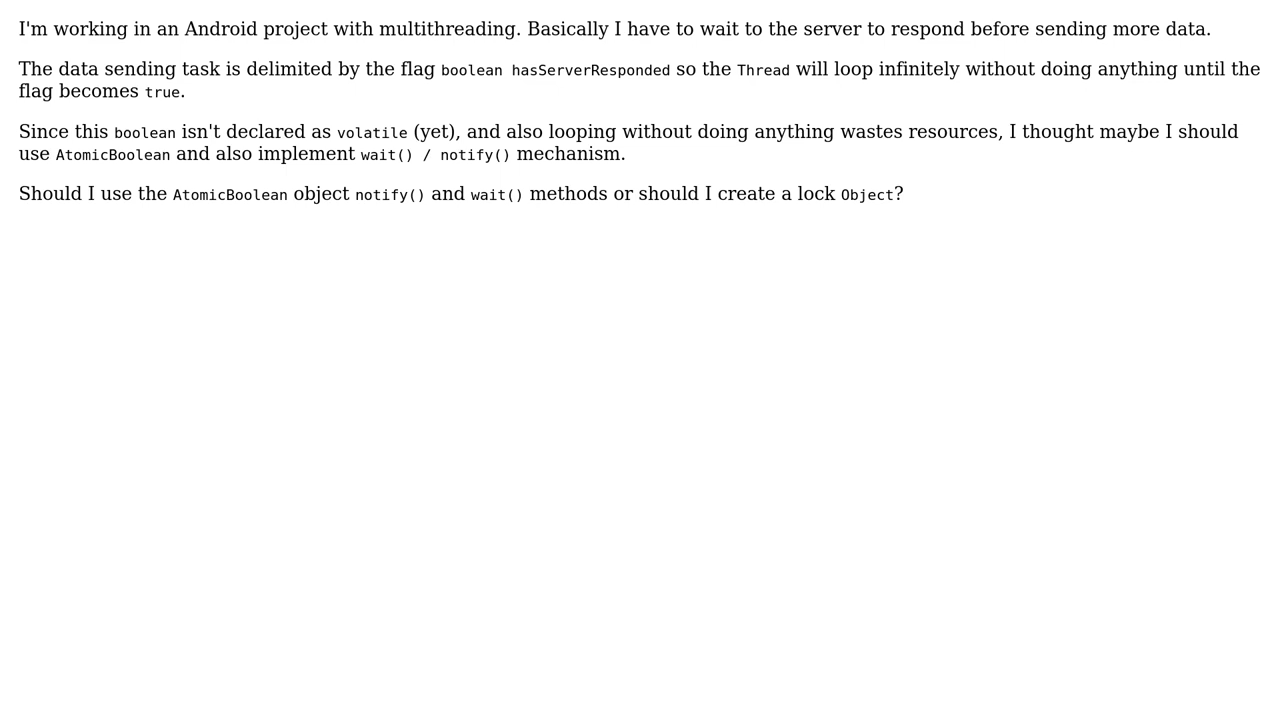 I'm working in an Android project with multithreading. Basically I have to wait to the server to respond before sending more data.
The data sending task is delimited by the flag boolean hasServerResponded so the Thread will loop infinitely without doing anything until the
flag becomes true.
Since this boolean isn't declared as volatile (yet), and also looping without doing anything wastes resources, I thought maybe I should
use AtomicBoolean and also implement wait() / notify() mechanism.
Should I use the AtomicBoolean object notify() and wait() methods or should I create a lock Object?